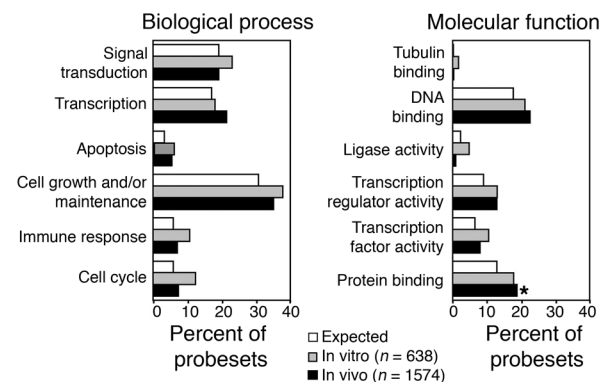 Biological process
Signal
transduction
Transcription
Apoptosis
Cell growth and/or
maintenance
Immune response
Cell cycle
0 10 20 30 40
Percent of
probesets
Molecular function
Tubulin
binding
DNA
binding
Ligase activity
Transcription
regulator activity
Transcription
factor activity
Protein binding
*
0 10 20 30 40
Percent of
probesets
Expected
In vitro (n = 638)
In vivo (n = 1574)